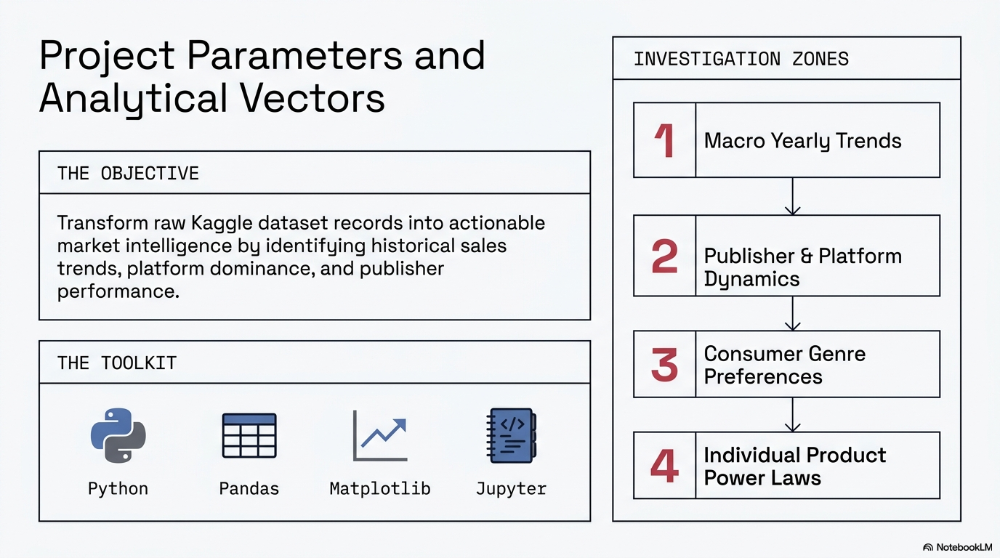 Project Parameters and
Analytical Vectors
THE OBJECTIVE
Transform raw Kaggle dataset records into actionable
market intelligence by identifying historical sales
trends, platform dominance, and publisher
performance.
THE TOOLKIT
</>
Python
Pandas
Matplotlib
Jupyter
INVESTIGATION ZONES
1
Macro Yearly Trends
2
Publisher & Platform
Dynamics
3
Consumer Genre
Preferences
4
Individual Product
Power Laws
NotebookLM